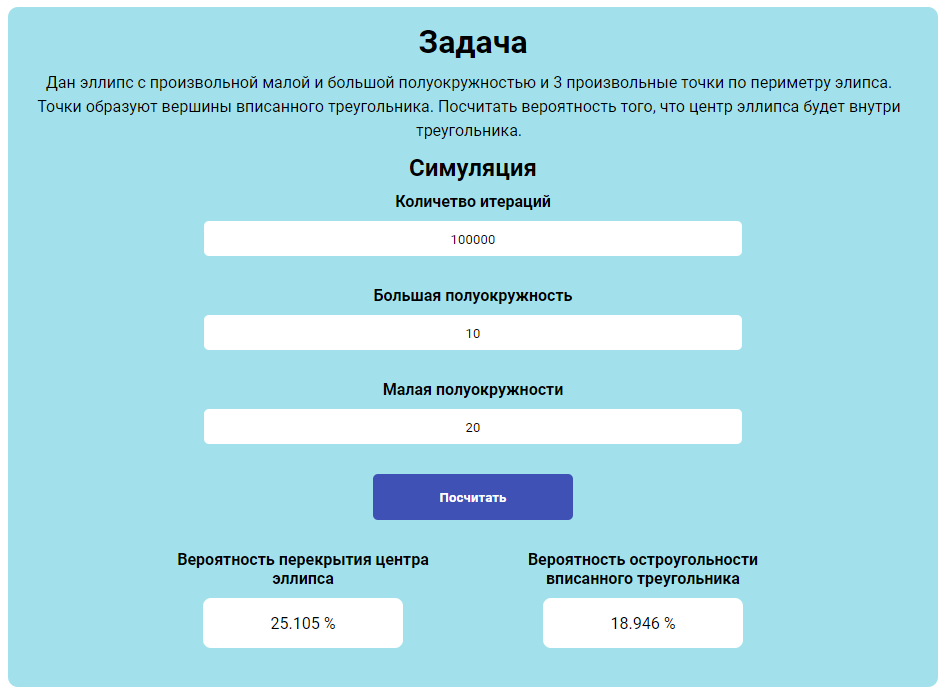 Задача
Дан эллипс с произвольной малой и большой полуокружностью и 3 произвольные точки по периметру элипса.
Точки образуют вершины вписанного треугольника. Посчитать вероятность того, что центр эллипса будет внутри
треугольника.
Симуляция
Количетво итераций
100000
Большая полуокружность
10
Малая полуокружности
20
Посчитать
Вероятность перекрытия центра
эллипса
25.105 %
Вероятность остроугольности
вписанного треугольника
18.946 %